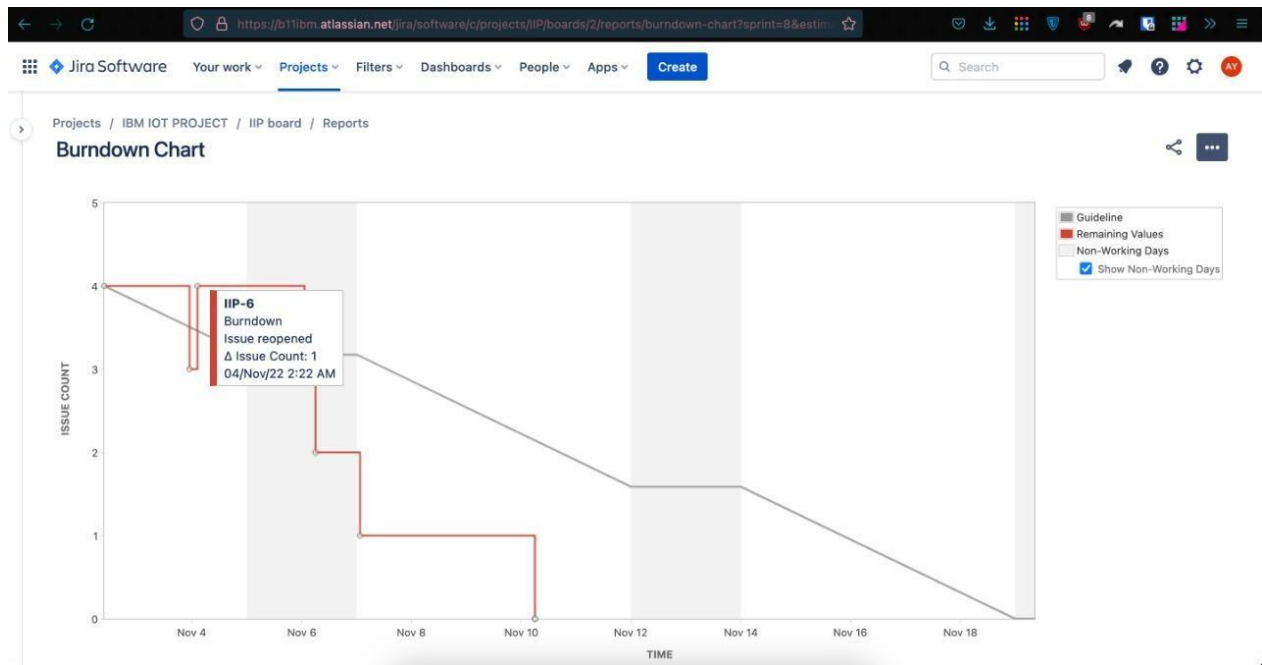 https://b11ibm.atlassian.net/jira/software/c/projects/IIP/boards/2/reports/burndown-chart?sprint=8&estim
Jira Software Your work Projects Filters Dashboards People Apps Create Search AY
Projects / IBM IOT PROJECT / IIP board / Reports
Burndown Chart
5
4
3
2
1
0
ISSUE COUNT
IIP-6
Burndown
Issue reopened
Δ Issue Count: 1
04/Nov/22 2:22 AM
Guideline
Remaining Values
Non-Working Days
Show Non-Working Days
Nov 4 Nov 6 Nov 8 Nov 10 Nov 12 Nov 14 Nov 16 Nov 18
TIME